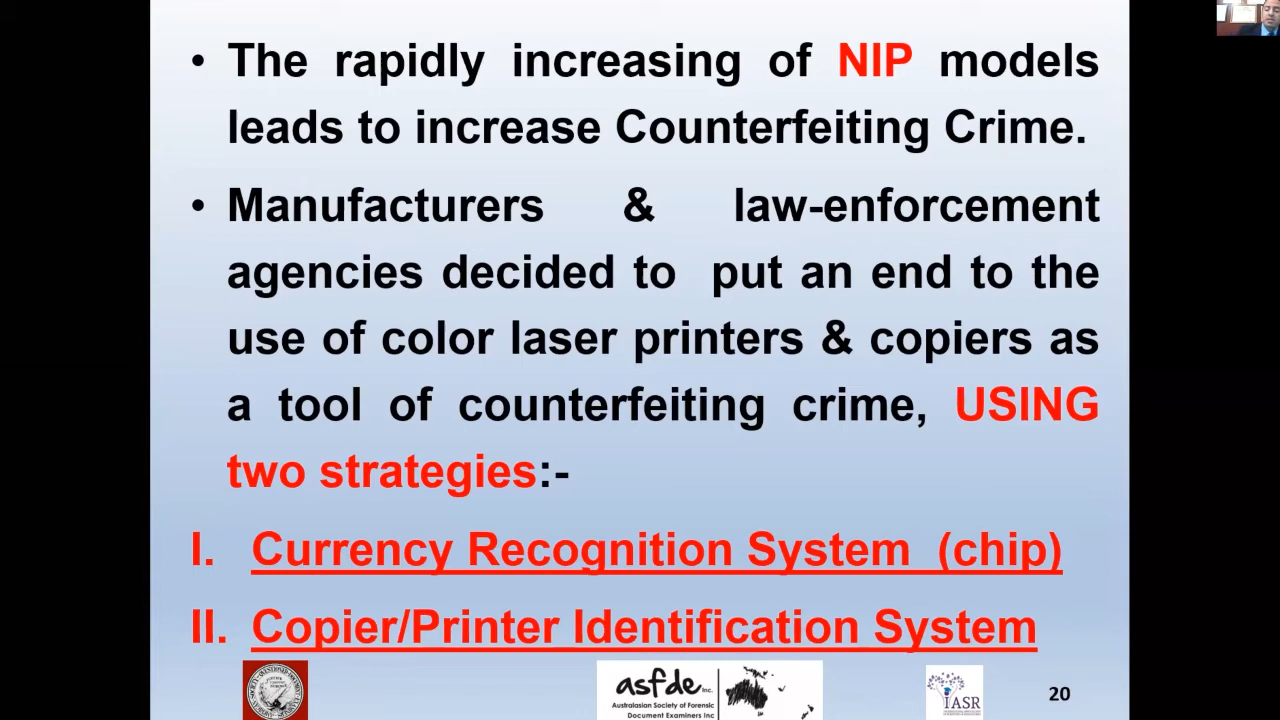 • The rapidly increasing of NIP models
leads to increase Counterfeiting Crime.
• Manufacturers & law-enforcement
agencies decided to put an end to the
use of color laser printers & copiers as
a tool of counterfeiting crime, USING
two strategies:-
I. Currency Recognition System (chip)
II. Copier/Printer Identification System
asfde Inc.
Australasian Society of Forensic
Document Examiners Inc
IASR
20